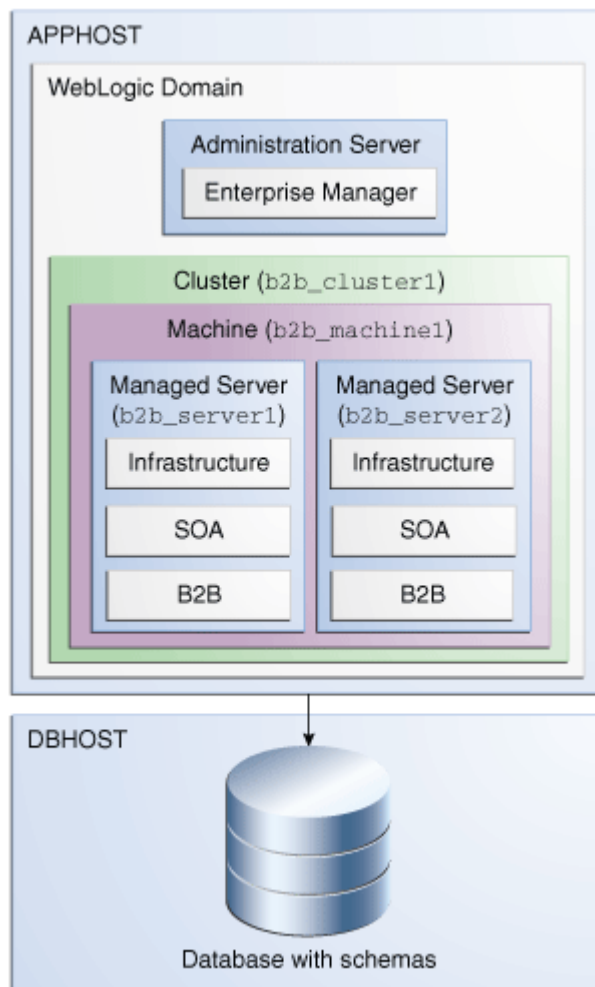 APPHOST
WebLogic Domain
Administration Server
Enterprise Manager
Cluster (b2b_cluster1)
Machine (b2b_machine1)
Managed Server
(b2b_server1)
Infrastructure
SOA
B2B
Managed Server
(b2b_server2)
Infrastructure
SOA
B2B
DBHOST
Database with schemas